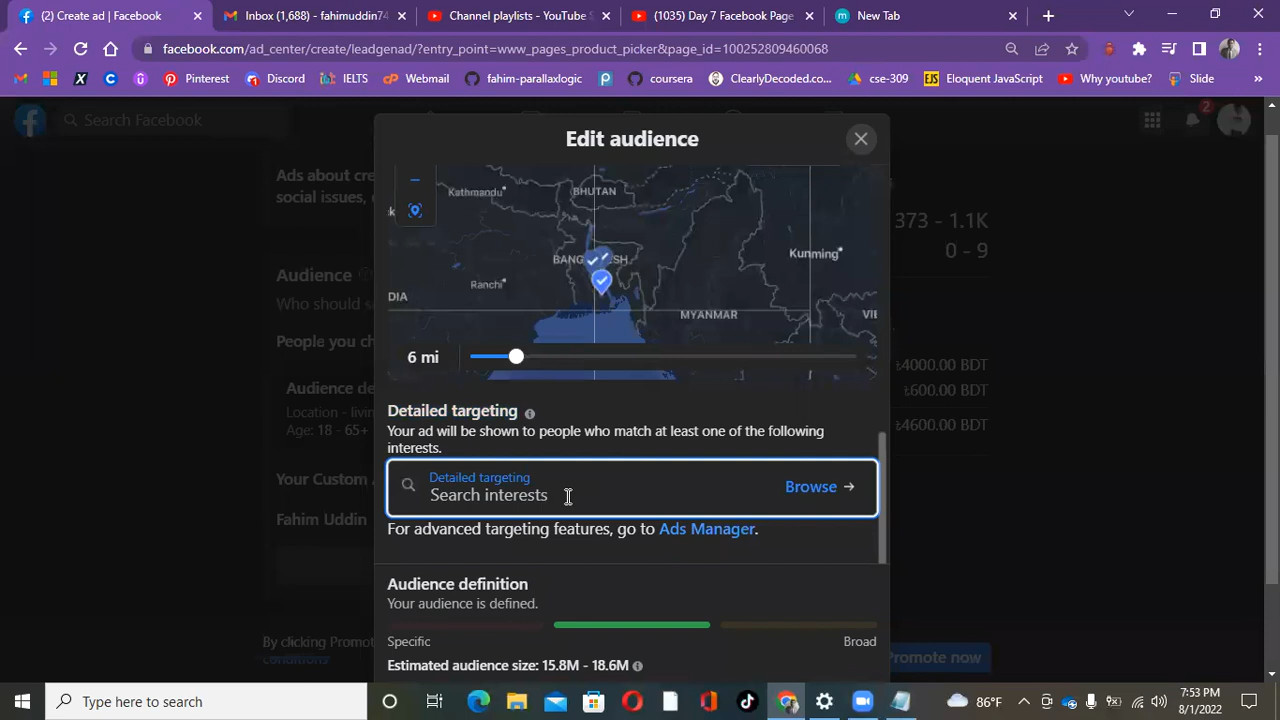 (2) Create ad | Facebook
Inbox (1,688) - fahimuddin74
Channel playlists - YouTube S
(1035) Day 7 Facebook Page
New Tab
facebook.com/ad_center/create/leadgenad/?entry_point=www_pages_product_picker&page_id=100252809460068
Pinterest
Discord
IELTS
Webmail
fahim-parallaxlogic
coursera
ClearlyDecoded.co...
cse-309
EJS
Eloquent JavaScript
Why youtube?
Slide
Search Facebook
2
Edit audience
Ads about cre
social issues,
373 - 1.1K
0 - 9
Kathmandu
BHUTAN
BANG SH
Kunming
Ranchi
DIA
MYANMAR
VI
Audience
Who should s
People you ch
Audience de
Location - livin
Age: 18 - 65+
Your Custom A
Fahim Uddin
6 mi
৳4000.00 BDT
৳600.00 BDT
৳4600.00 BDT
Detailed targeting
Your ad will be shown to people who match at least one of the following
interests.
Detailed targeting
Search interests
Browse →
For advanced targeting features, go to Ads Manager.
Audience definition
Your audience is defined.
Specific
Broad
Estimated audience size: 15.8M - 18.6M
By clicking Promot
Conditions
Promote now
Type here to search
86°F
7:53 PM
8/1/2022